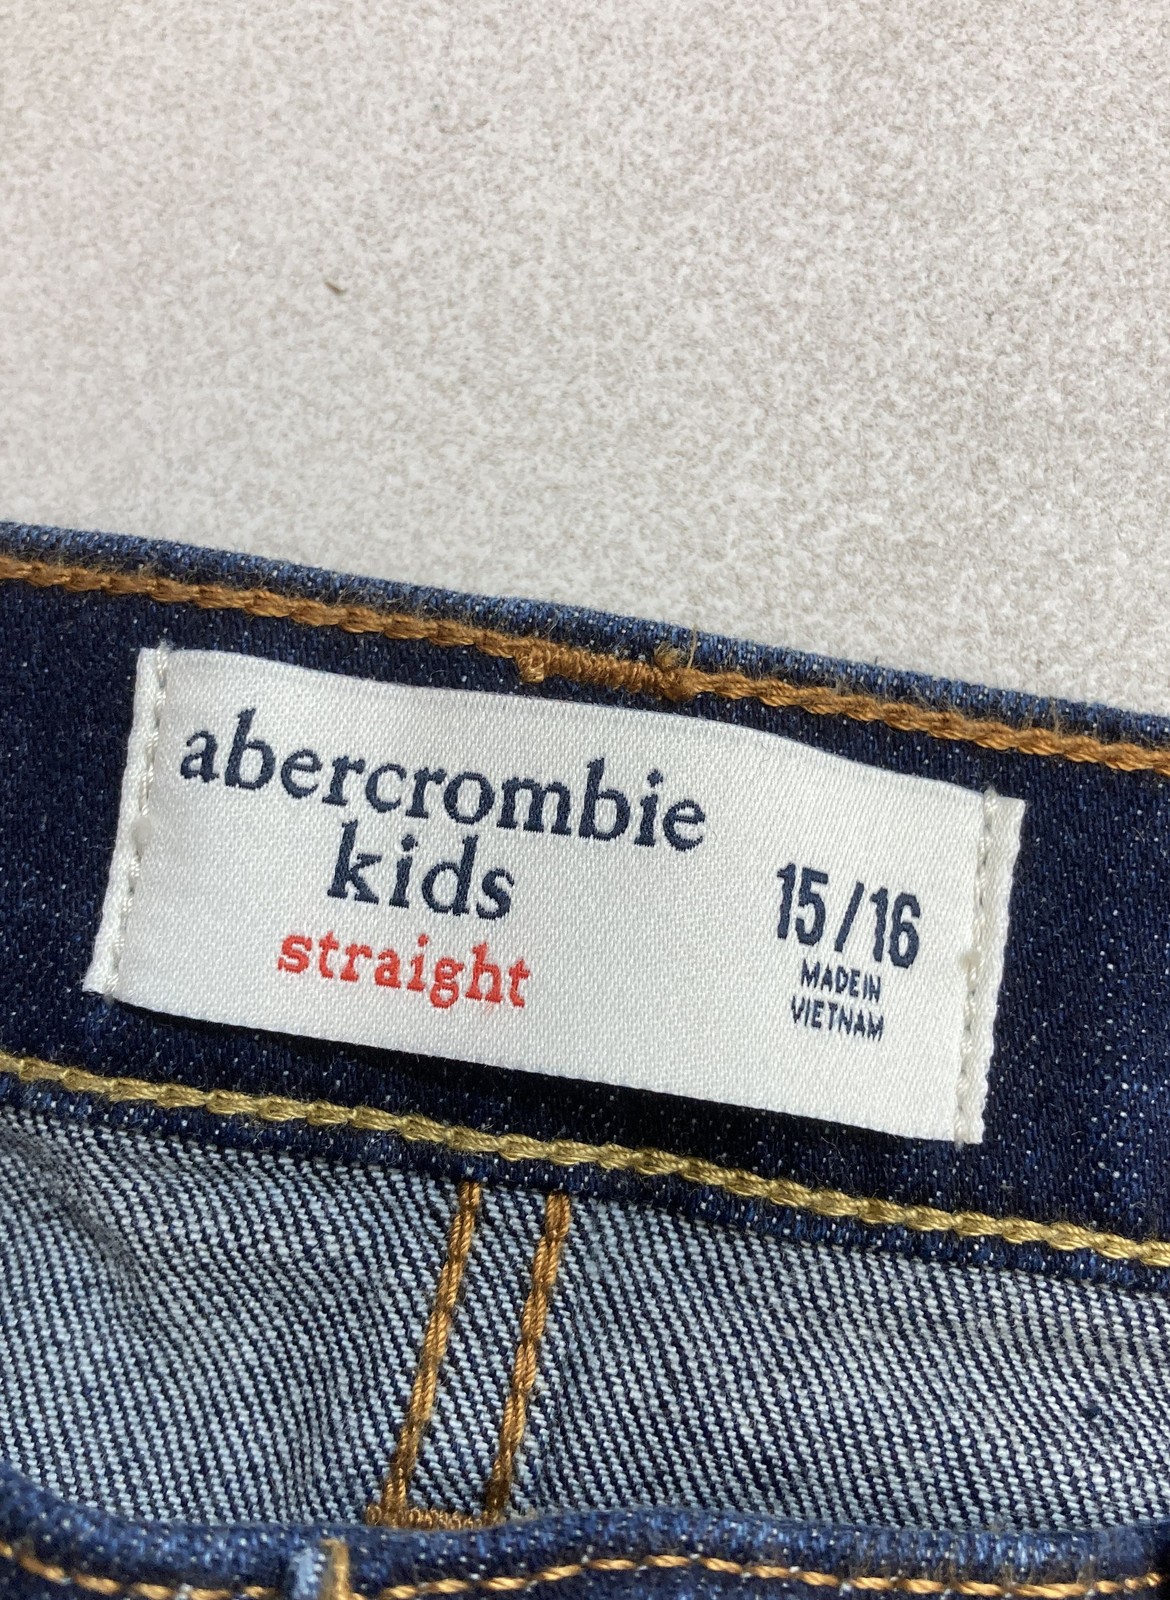 abercrombie
kids
straight
15/16
MADE IN
VIETNAM